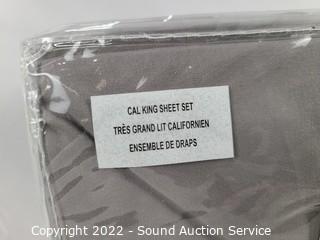 CAL KING SHEET SET
TRÈS GRAND LIT CALIFORNIEN
ENSEMBLE DE DRAPS
Copyright 2022 - Sound Auction Service